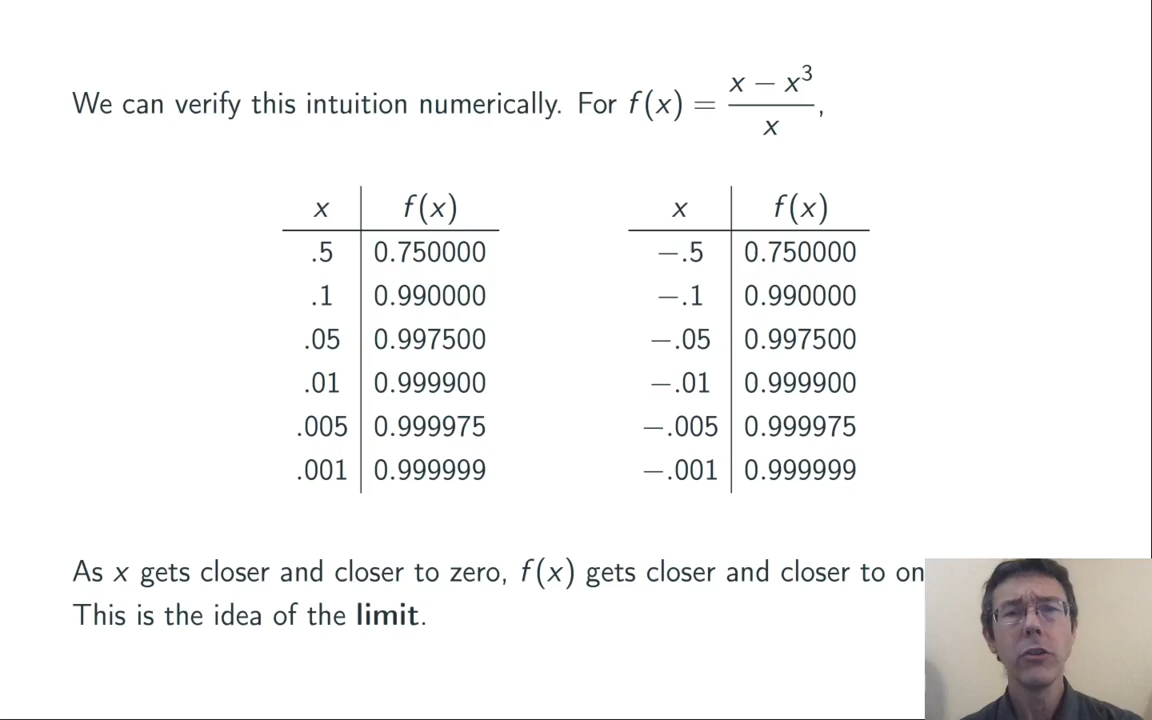 We can verify this intuition numerically. For f(x) = \frac{x − x^3}{x},
x f(x) x f(x)
.5 0.750000 −.5 0.750000
.1 0.990000 −.1 0.990000
.05 0.997500 −.05 0.997500
.01 0.999900 −.01 0.999900
.005 0.999975 −.005 0.999975
.001 0.999999 −.001 0.999999
As x gets closer and closer to zero, f(x) gets closer and closer to
This is the idea of the limit.